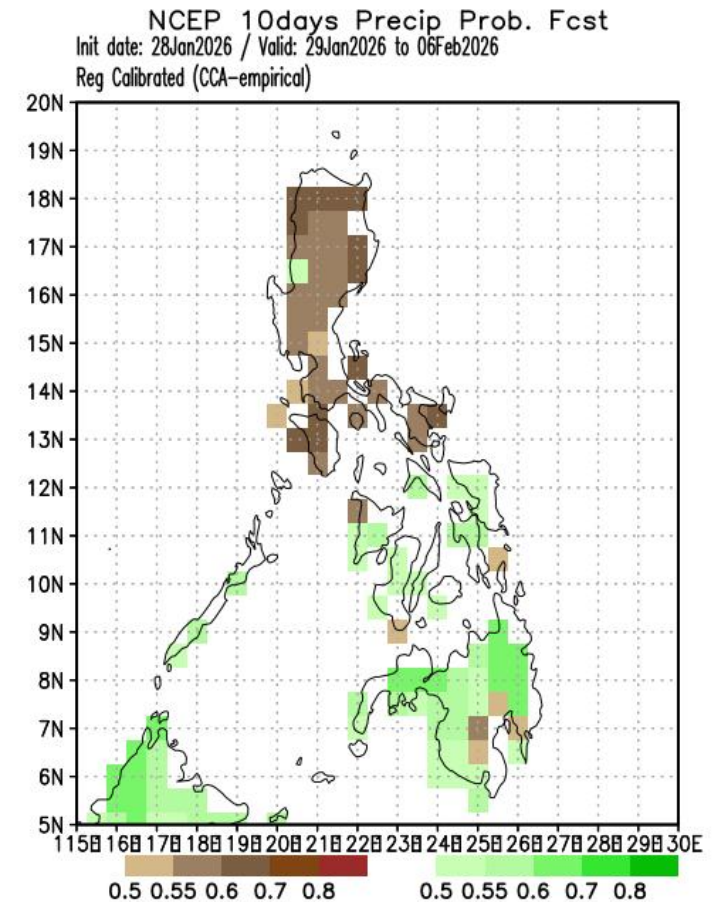 NCEP 10days Precip Prob. Fcst
Init date: 28Jan2026 / Valid: 29Jan2026 to 06Feb2026
Reg Calibrated (CCA-empirical)
20N
19N
18N
17N
16N
15N
14N
13N
12N
11N
10N
9N
8N
7N
6N
5N
115E 116E 117E 118E 119E 120E 121E 122E 123E 124E 125E 126E 127E 128E 129E 130E
0.5 0.55 0.6 0.7 0.8 0.5 0.55 0.6 0.7 0.8